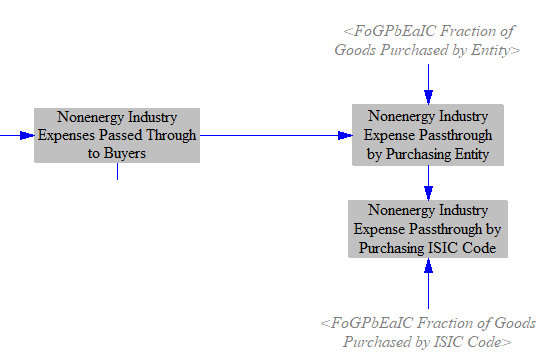 <FoGPbEaIC Fraction of
Goods Purchased by Entity>
Nonenergy Industry
Expenses Passed Through
to Buyers
Nonenergy Industry
Expense Passthrough
by Purchasing Entity
Nonenergy Industry
Expense Passthrough by
Purchasing ISIC Code
<FoGPbEaIC Fraction of Goods
Purchased by ISIC Code>